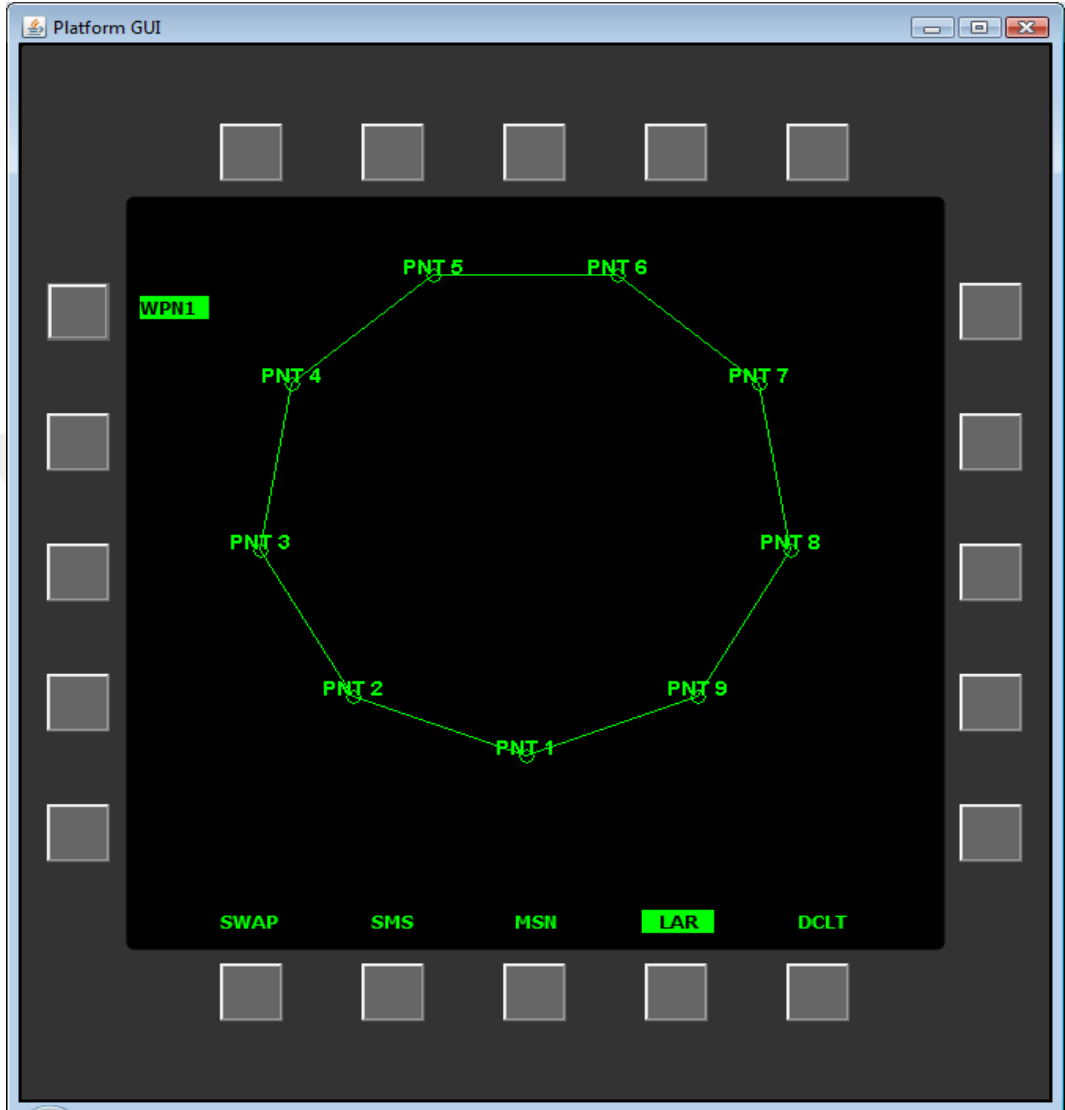 Platform GUI
PNT 5 PNT 6
WPN1
PNT 4 PNT 7
PNT 3 PNT 8
PNT 2 PNT 9
PNT 1
SWAP SMS MSN LAR DCLT